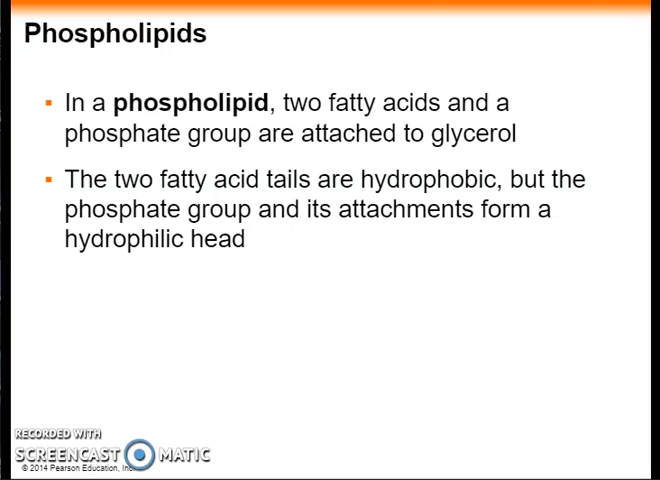 Phospholipids
▪ In a phospholipid, two fatty acids and a
phosphate group are attached to glycerol
▪ The two fatty acid tails are hydrophobic, but the
phosphate group and its attachments form a
hydrophilic head
RECORDED WITH
SCREENCAST MATIC
© 2014 Pearson Education, Inc.